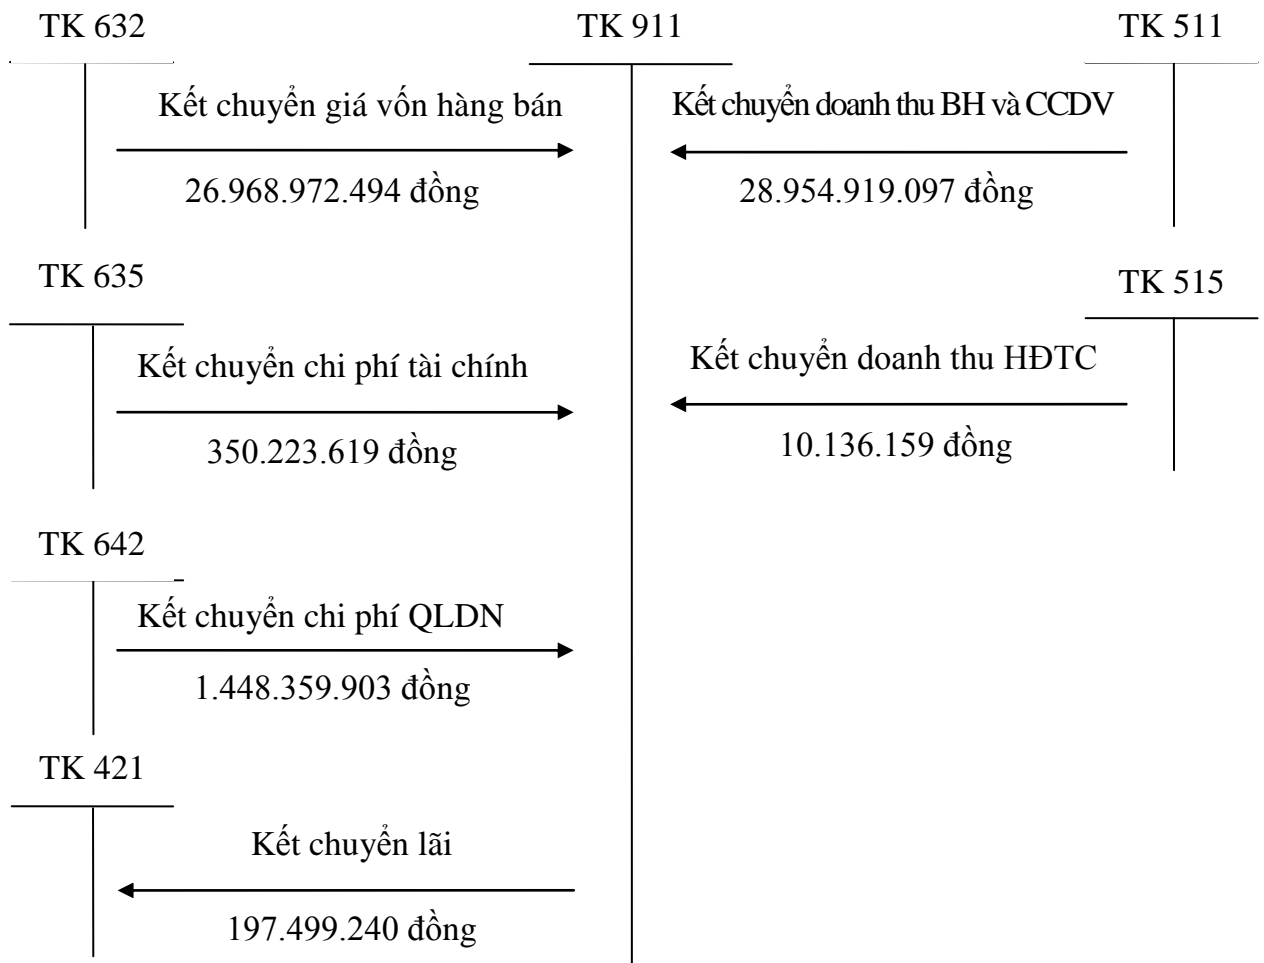 TK 632
TK 911
TK 511
Kết chuyển giá vốn hàng bán
Kết chuyển doanh thu BH và CCDV
26.968.972.494 đồng
28.954.919.097 đồng
TK 635
TK 515
Kết chuyển chi phí tài chính
Kết chuyển doanh thu HĐTC
350.223.619 đồng
10.136.159 đồng
TK 642
Kết chuyển chi phí QLDN
1.448.359.903 đồng
TK 421
Kết chuyển lãi
197.499.240 đồng